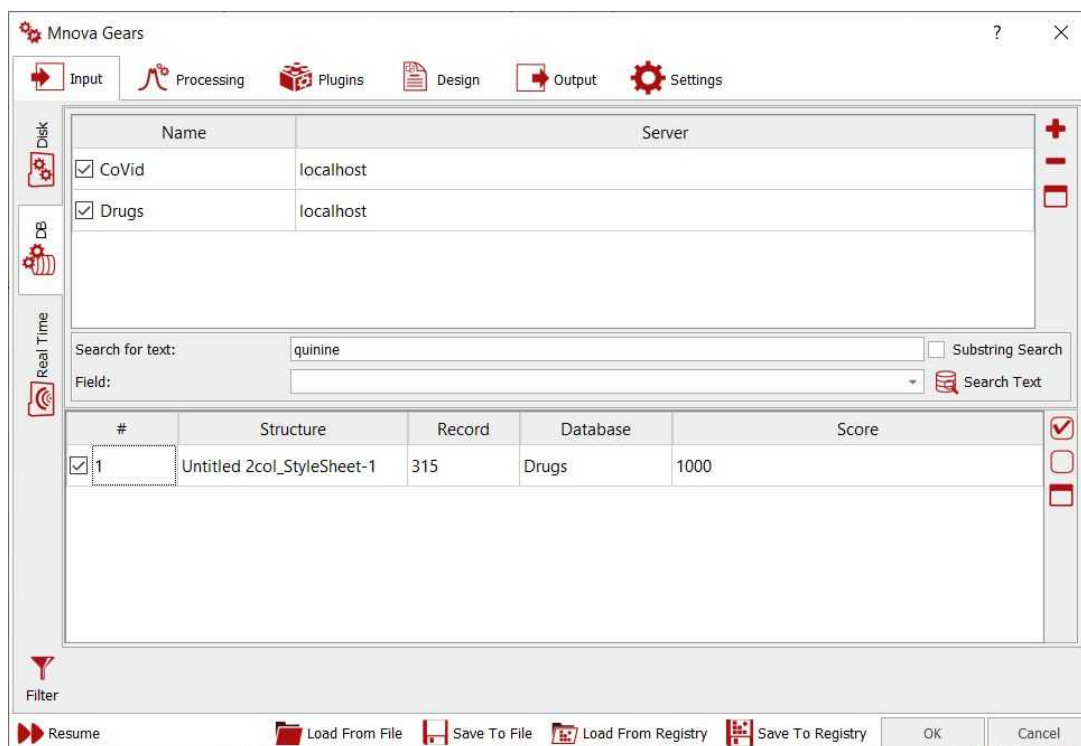 Mnova Gears ?
Input Processing Plugins Design Output Settings
Disk
DB
Real Time
Name Server
CoVid localhost
Drugs localhost
Search for text: quinine Substring Search
Field: Search Text
# Structure Record Database Score
1 Untitled 2col_StyleSheet-1 315 Drugs 1000
Filter
Resume Load From File Save To File Load From Registry Save To Registry OK Cancel